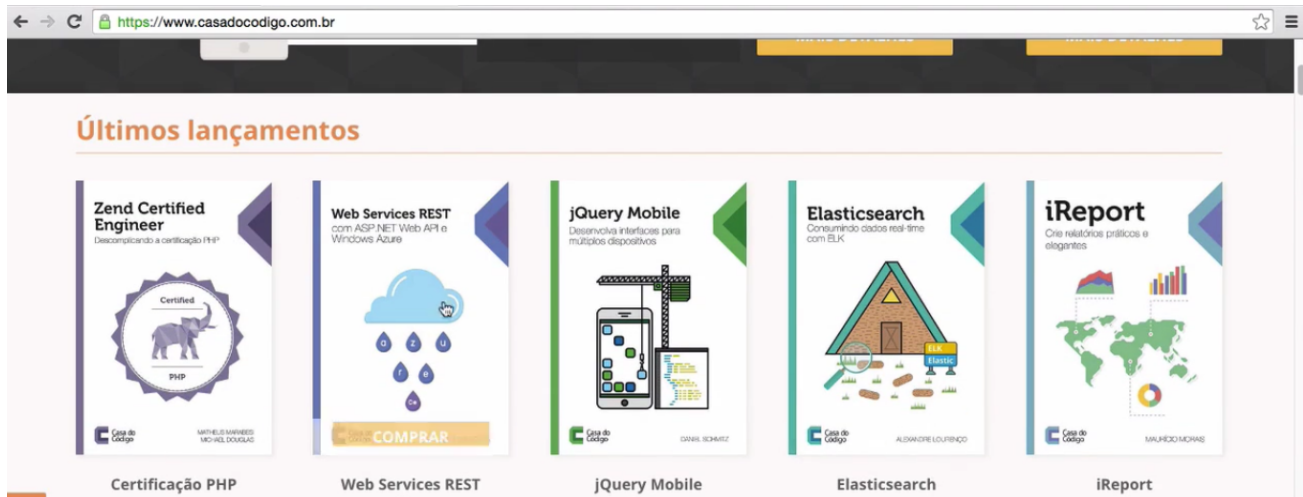 https://www.casadocodigo.com.br
MAIS DETALHES
MAIS DETALHES
Últimos lançamentos
Zend Certified
Engineer
Descomplicando a certificação PHP
Certified
PHP
Casa do
Código
MATHEUS MARABESI
MICHAEL DOUGLAS
Certificação PHP
Web Services REST
com ASP.NET Web API e
Windows Azure
a z u
r e
COMPRAR
Web Services REST
jQuery Mobile
Desenvolva interfaces para
múltiplos dispositivos
Casa do
Código
DANIEL SCHMITZ
jQuery Mobile
Elasticsearch
Consumindo dados real-time
com ELK
ELK
Elastic
Casa do
Código
ALEXANDRE LOURENÇO
Elasticsearch
iReport
Crie relatórios práticos e
elegantes
Casa do
Código
MAURÍCIO MORAIS
iReport